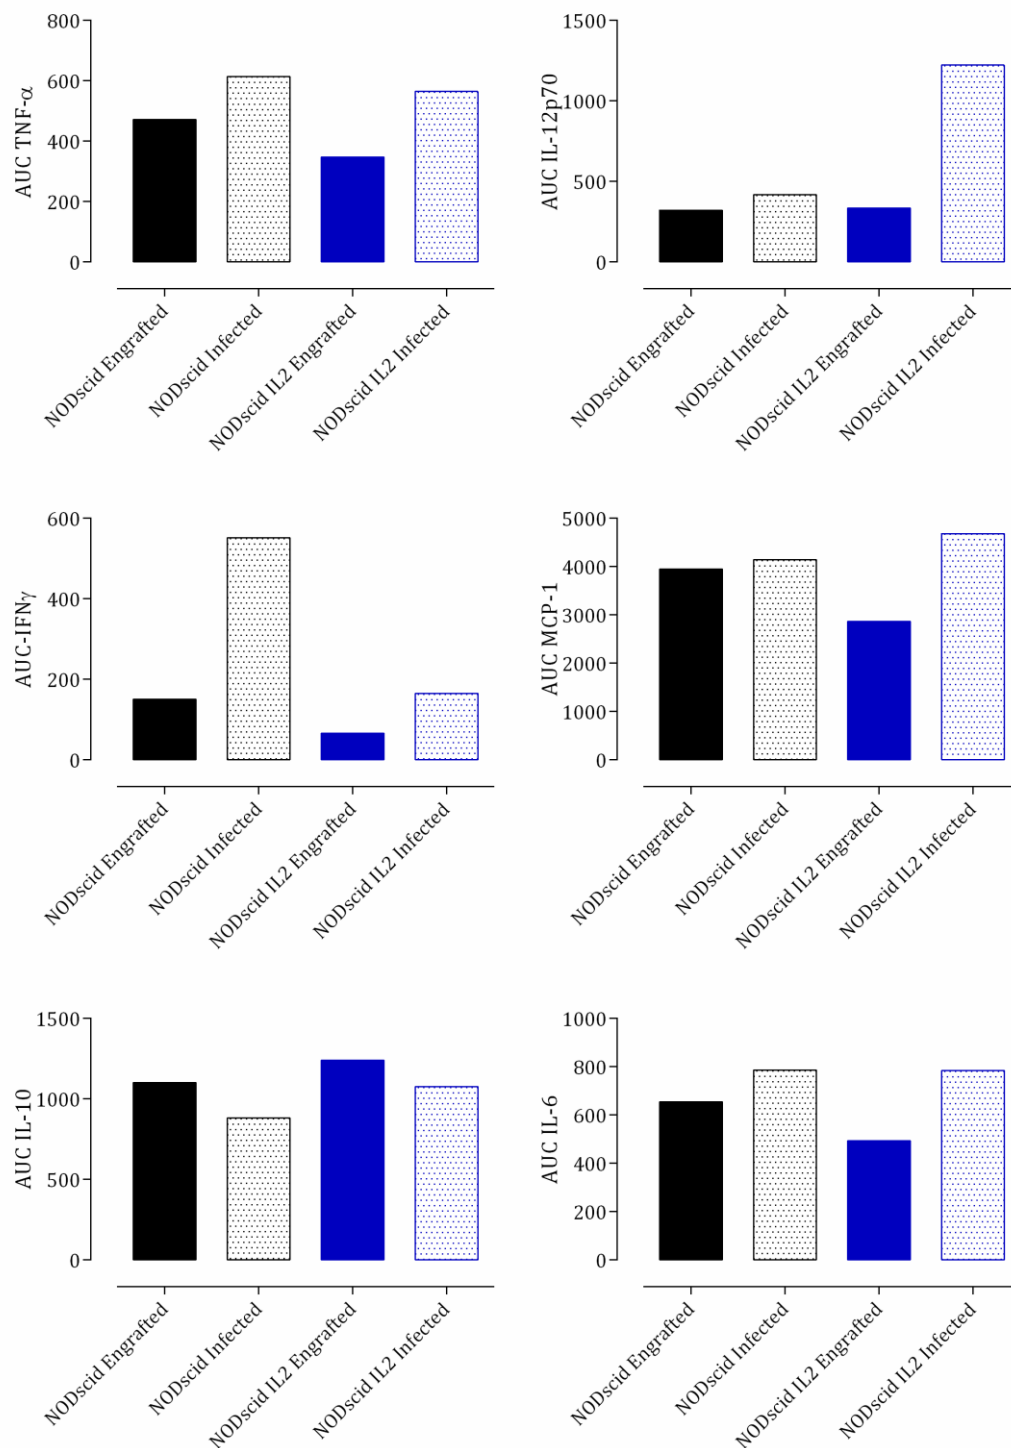 AUC TNF-α
800
600
400
200
0
NODscid Engrafted
NODscid Infected
NODscid IL2 Engrafted
NODscid IL2 Infected
AUC IL-12p70
1500
1000
500
0
NODscid Engrafted
NODscid Infected
NODscid IL2 Engrafted
NODscid IL2 Infected
AUC-IFNγ
600
400
200
0
NODscid Engrafted
NODscid Infected
NODscid IL2 Engrafted
NODscid IL2 Infected
AUC MCP-1
5000
4000
3000
2000
1000
0
NODscid Engrafted
NODscid Infected
NODscid IL2 Engrafted
NODscid IL2 Infected
AUC IL-10
1500
1000
500
0
NODscid Engrafted
NODscid Infected
NODscid IL2 Engrafted
NODscid IL2 Infected
AUC IL-6
1000
800
600
400
200
0
NODscid Engrafted
NODscid Infected
NODscid IL2 Engrafted
NODscid IL2 Infected